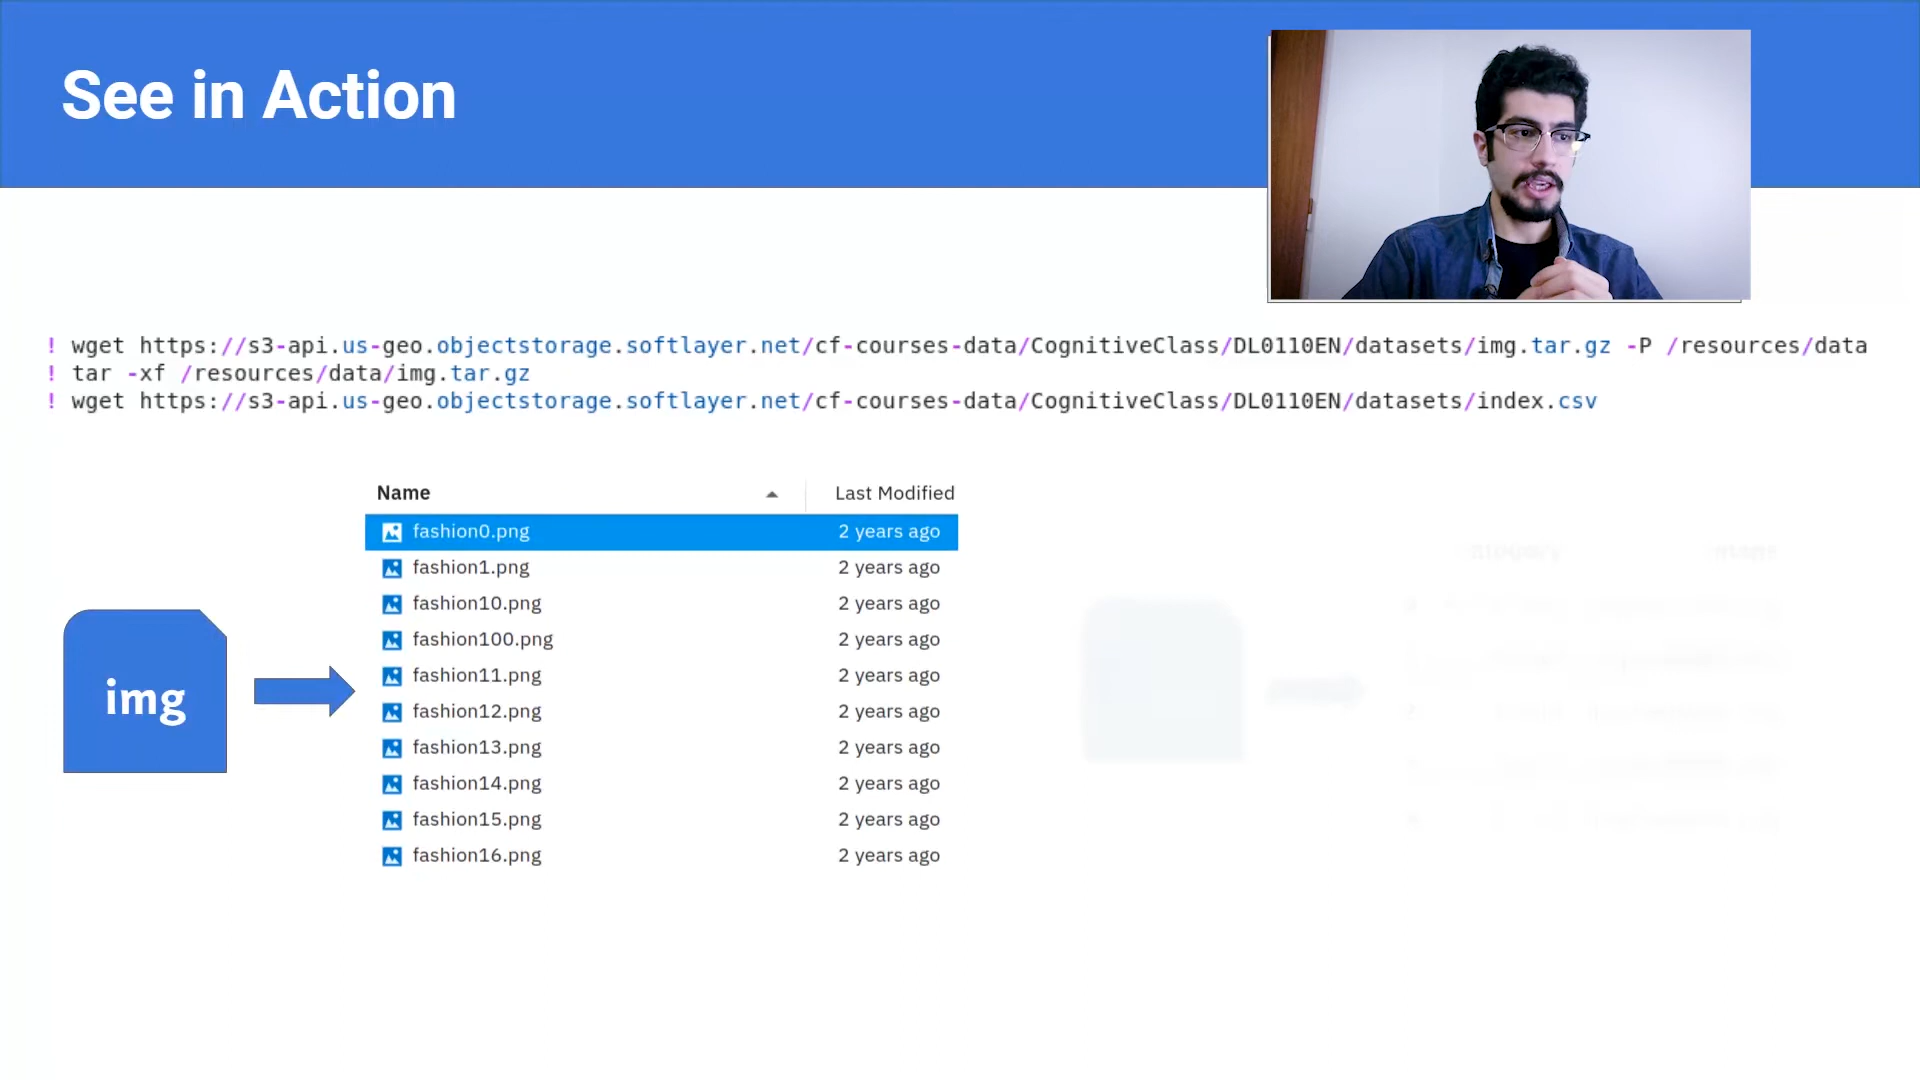 See in Action
! wget https://s3-api.us-geo.objectstorage.softlayer.net/cf-courses-data/CognitiveClass/DL0110EN/datasets/img.tar.gz -P /resources/data
! tar -xf /resources/data/img.tar.gz
! wget https://s3-api.us-geo.objectstorage.softlayer.net/cf-courses-data/CognitiveClass/DL0110EN/datasets/index.csv
Name Last Modified
fashion0.png 2 years ago
fashion1.png 2 years ago
fashion10.png 2 years ago
fashion100.png 2 years ago
fashion11.png 2 years ago
fashion12.png 2 years ago
fashion13.png 2 years ago
fashion14.png 2 years ago
fashion15.png 2 years ago
fashion16.png 2 years ago
img